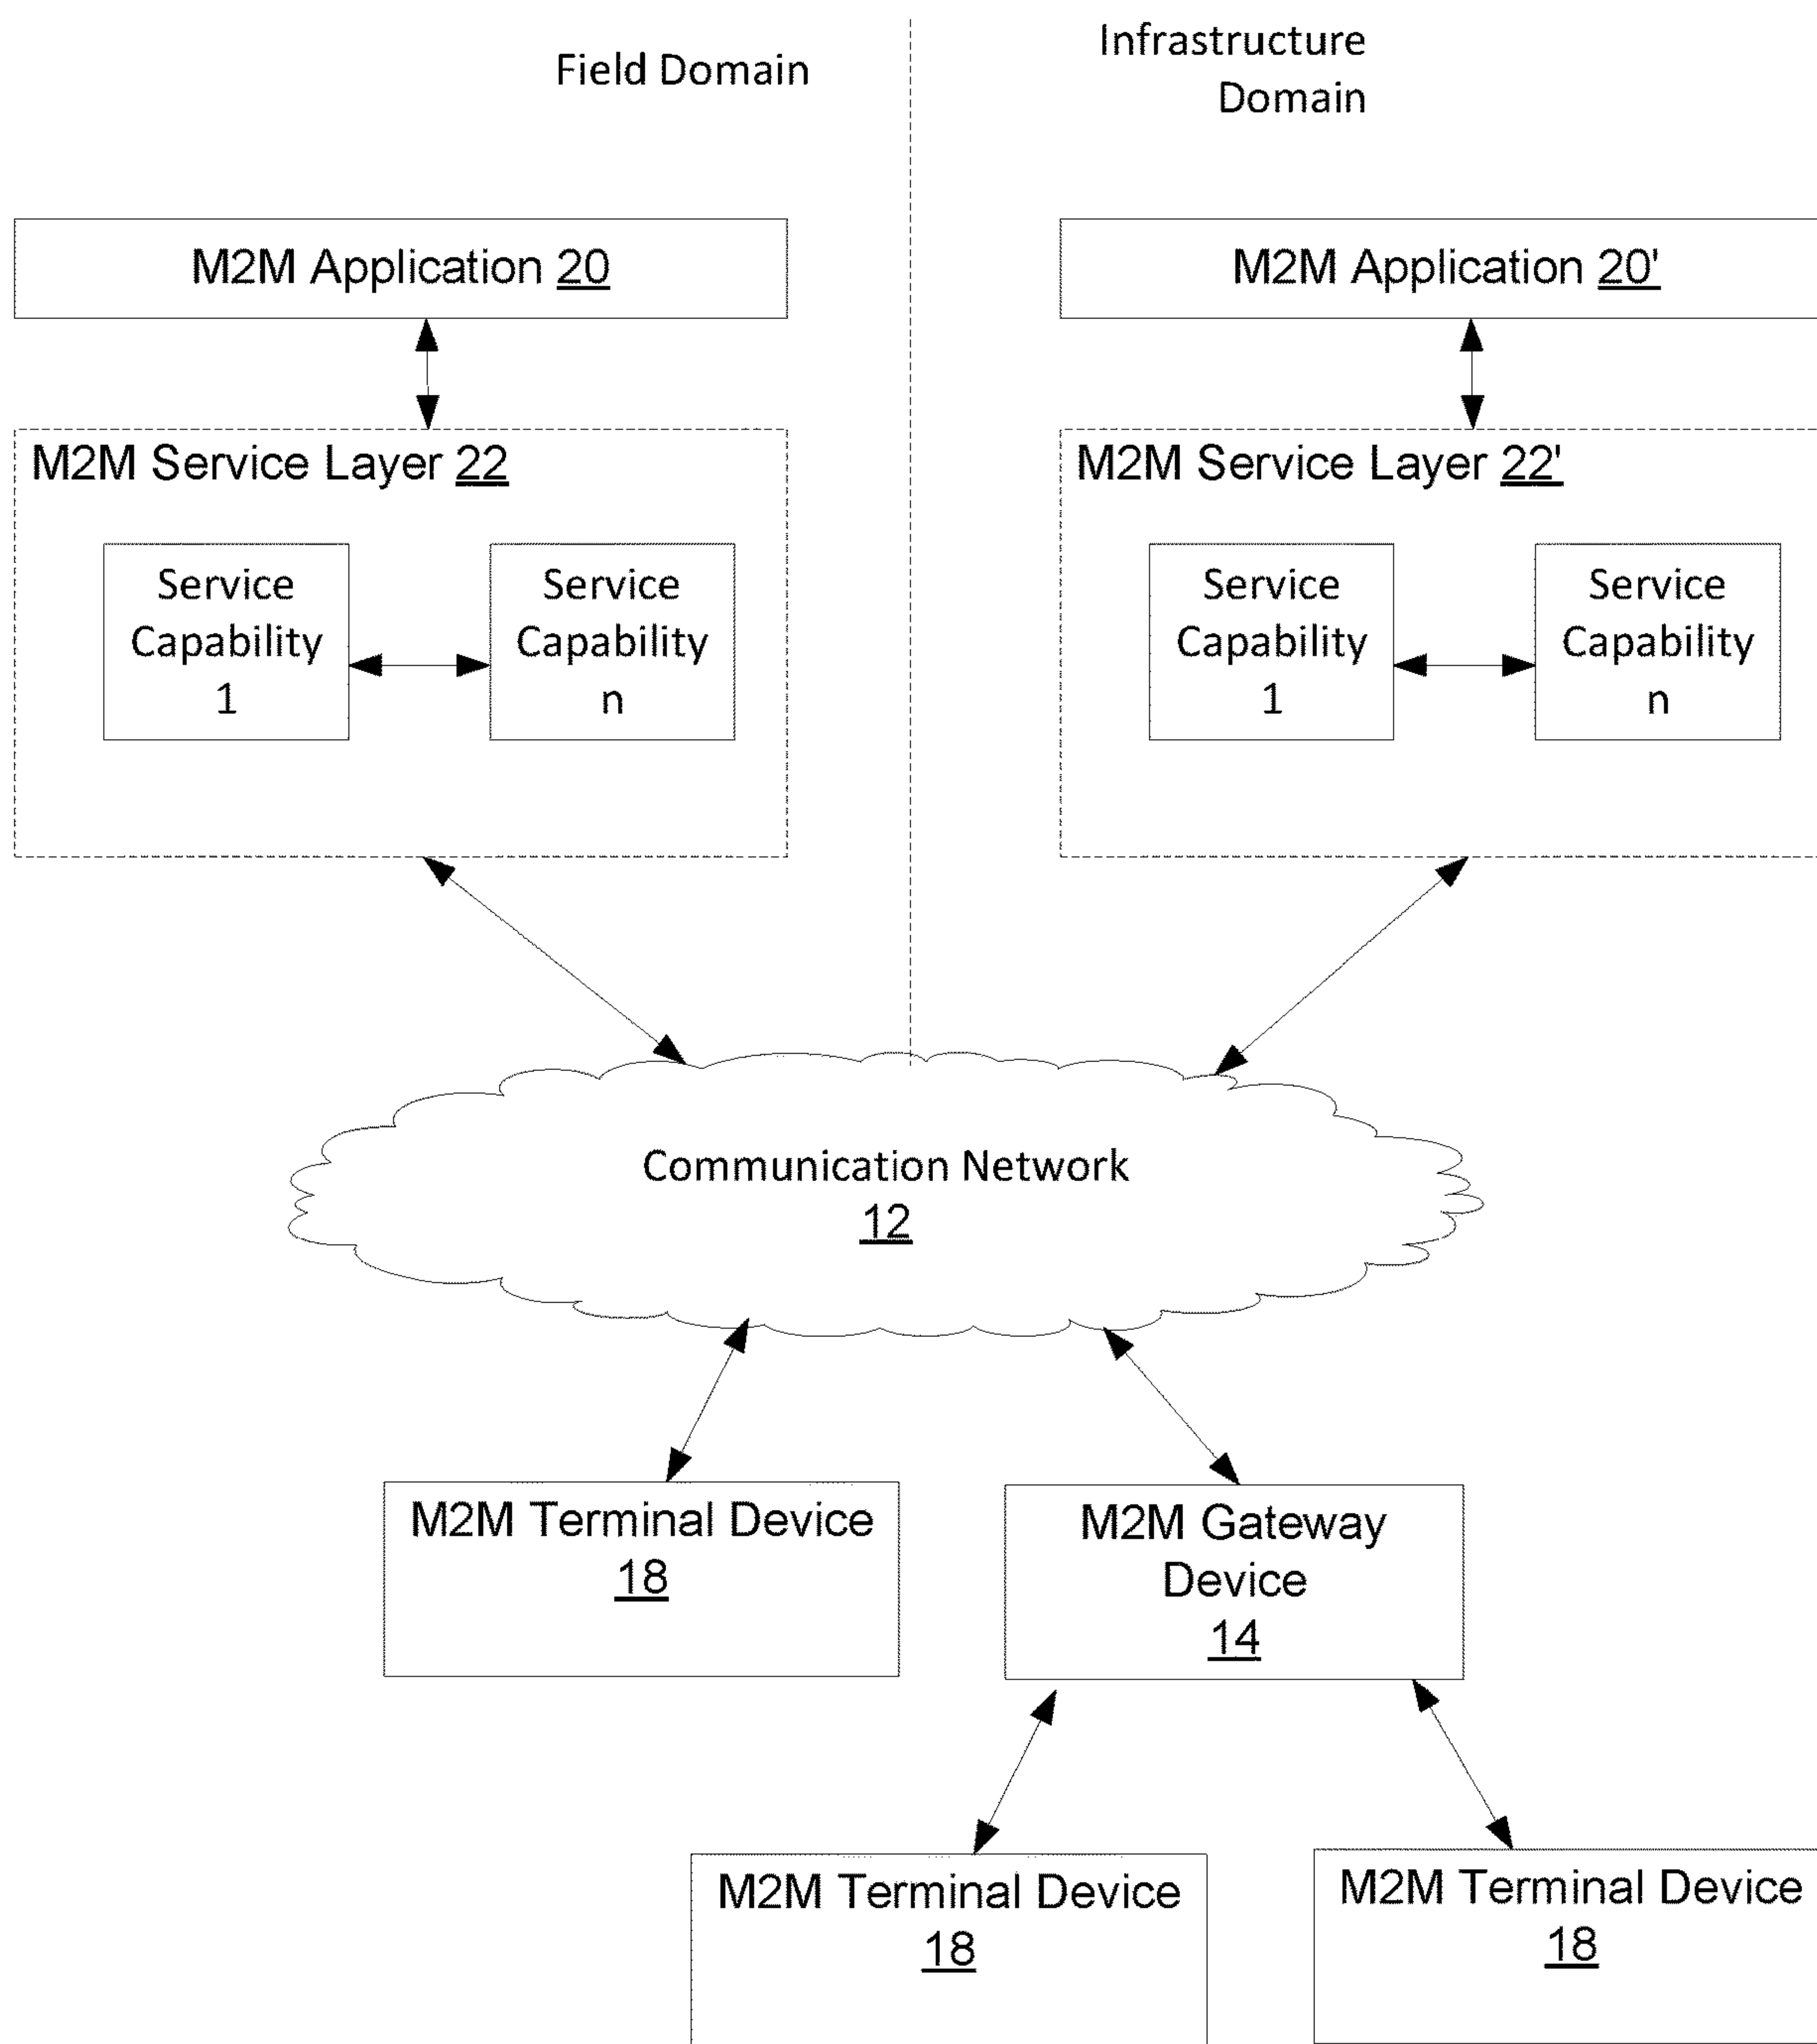 Field Domain
Infrastructure
Domain
M2M Application 20
M2M Application 20'
M2M Service Layer 22
M2M Service Layer 22'
Service
Capability
1
Service
Capability
n
Service
Capability
1
Service
Capability
n
Communication Network
12
M2M Terminal Device
18
M2M Gateway
Device
14
M2M Terminal Device
18
M2M Terminal Device
18